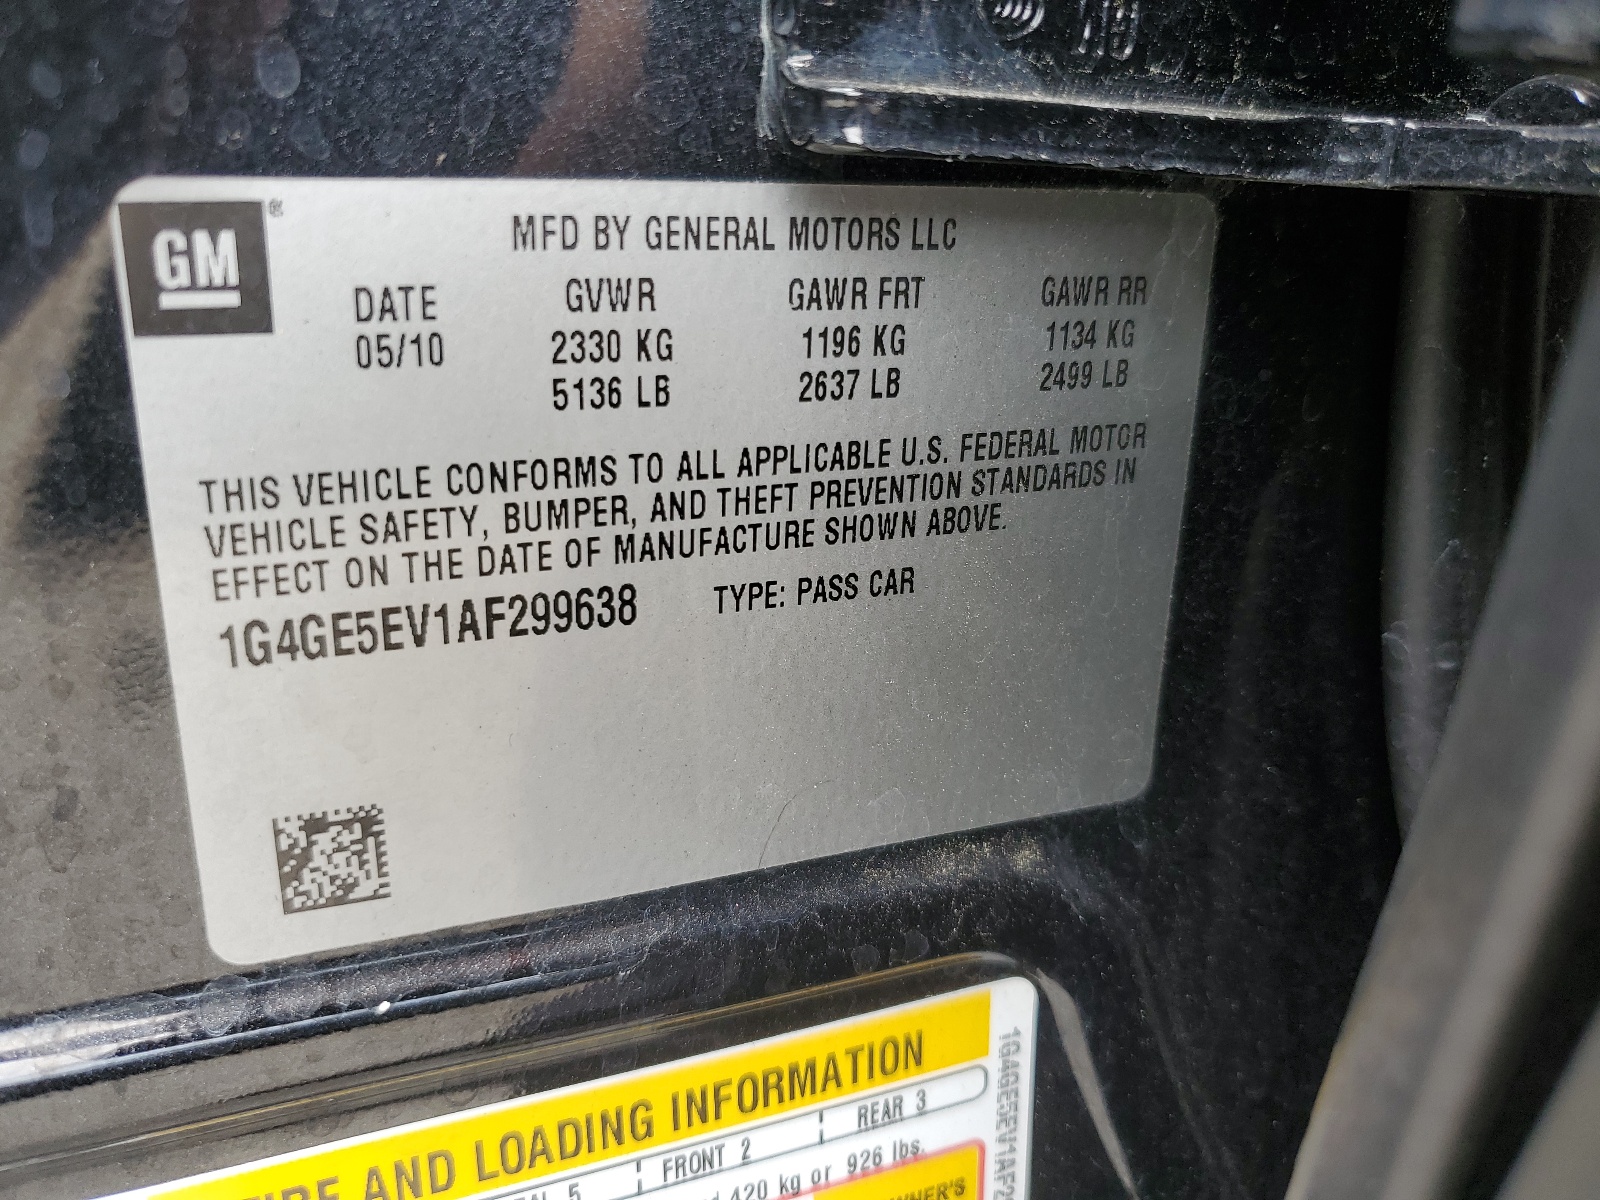 GM
MFD BY GENERAL MOTORS LLC
DATE GVWR GAWR FRT GAWR RR
05/10 2330 KG 1196 KG 1134 KG
5136 LB 2637 LB 2499 LB
THIS VEHICLE CONFORMS TO ALL APPLICABLE U.S. FEDERAL MOTOR
VEHICLE SAFETY, BUMPER, AND THEFT PREVENTION STANDARDS IN
EFFECT ON THE DATE OF MANUFACTURE SHOWN ABOVE.
1G4GE5EV1AF299638 TYPE: PASS CAR
AND LOADING INFORMATION
5 FRONT 2 REAR 3
420 kg or 926 lbs.